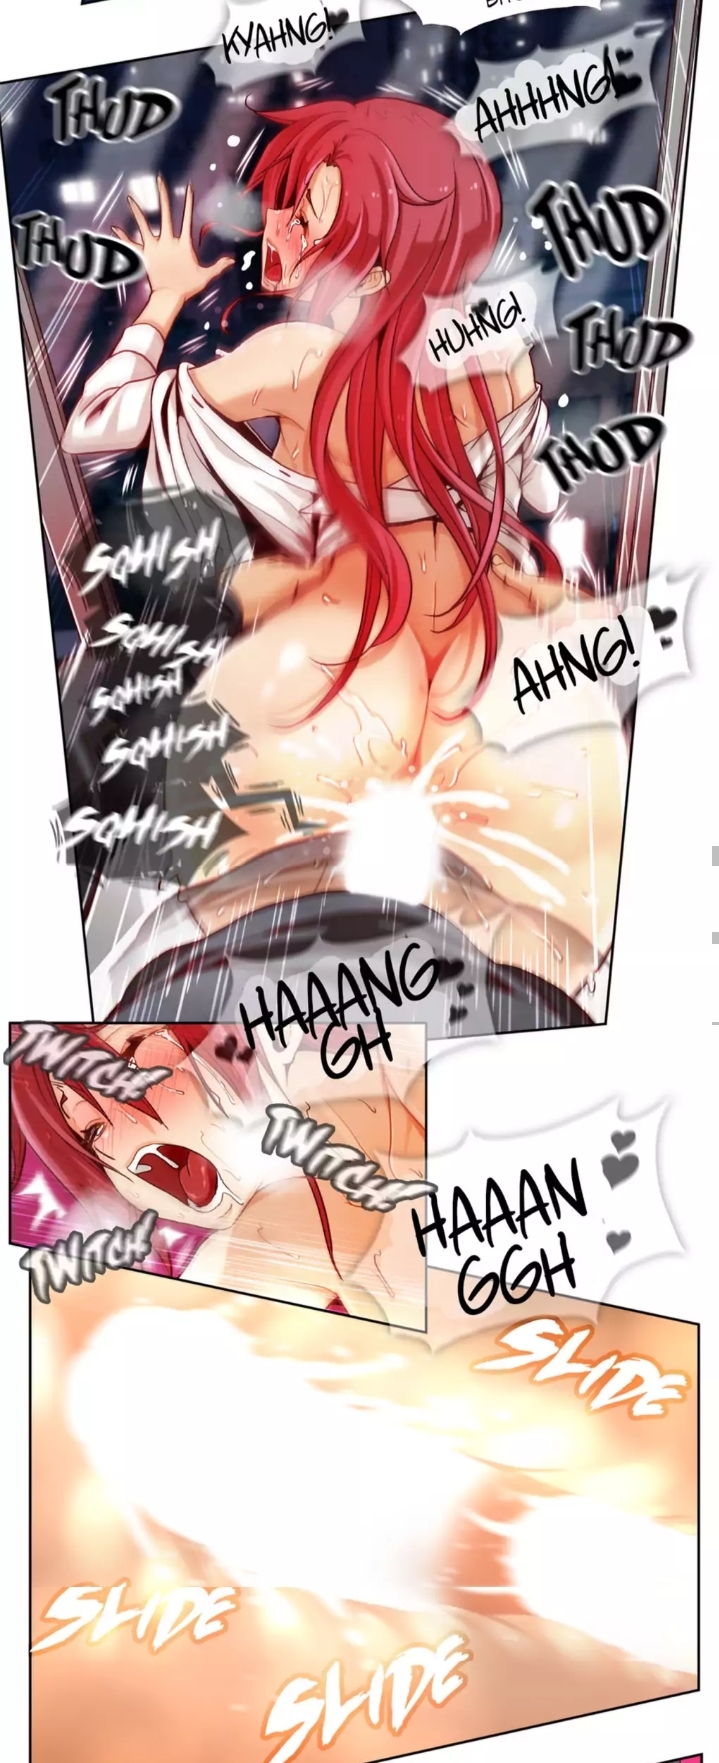 KYAHNG!
THUD
AHHHNG!
THUD
THUD
HUHNG!
THUD
THUD
SQUISH
SQUISH
SQUISH
SQUISH
SQUISH
AHNG!
HAAANG
GH
TWITCH!
TWITCH!
TWITCH!
HAAAN
GGH
SLIDE
SLIDE
SLIDE